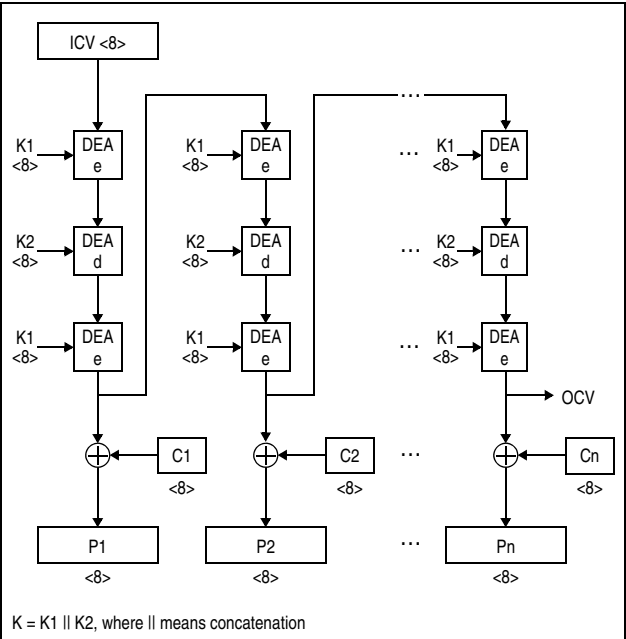 ICV <8>
...
K1 <8> DEA e K1 <8> DEA e ... K1 <8> DEA e
K2 <8> DEA d K2 <8> DEA d ... K2 <8> DEA d
K1 <8> DEA e K1 <8> DEA e ... K1 <8> DEA e
OCV
C1 C2 ... Cn
<8> <8> <8>
P1 P2 ... Pn
<8> <8> <8>
K = K1 || K2, where || means concatenation